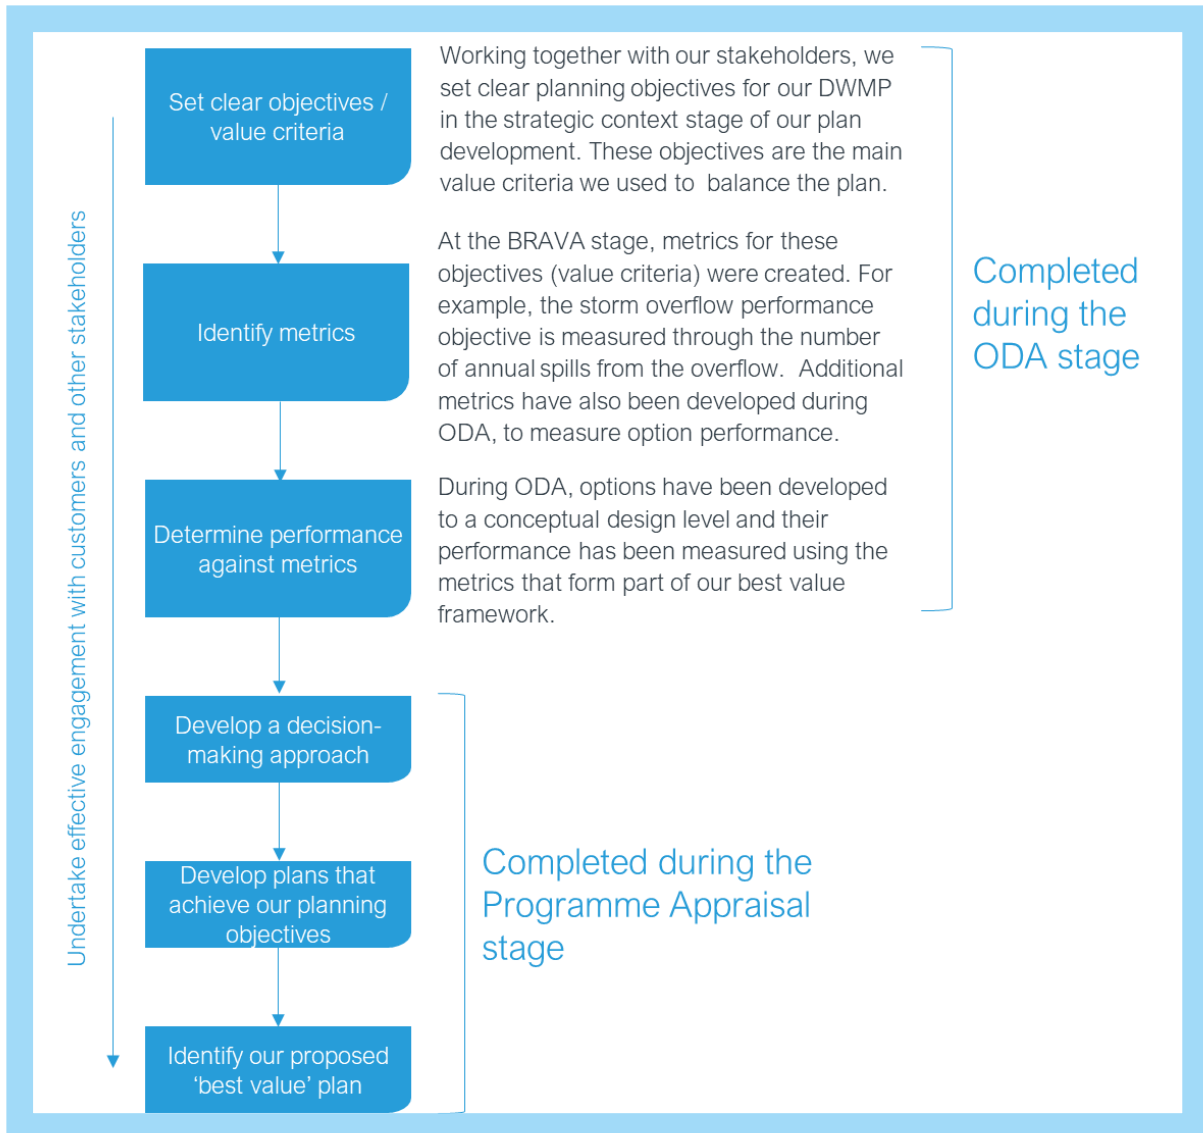 Undertake effective engagement with customers and other stakeholders
Set clear objectives /
value criteria
Working together with our stakeholders, we
set clear planning objectives for our DWMP
in the strategic context stage of our plan
development. These objectives are the main
value criteria we used to  balance the plan.
Identify metrics
At the BRAVA stage, metrics for these
objectives (value criteria) were created. For
example, the storm overflow performance
objective is measured through the number
of annual spills from the overflow.  Additional
metrics have also been developed during
ODA, to measure option performance.
Determine performance
against metrics
During ODA, options have been developed
to a conceptual design level and their
performance has been measured using the
metrics that form part of our best value
framework.
Completed
during the
ODA stage
Develop a decision-
making approach
Develop plans that
achieve our planning
objectives
Identify our proposed
‘best value’ plan
Completed during the
Programme Appraisal
stage